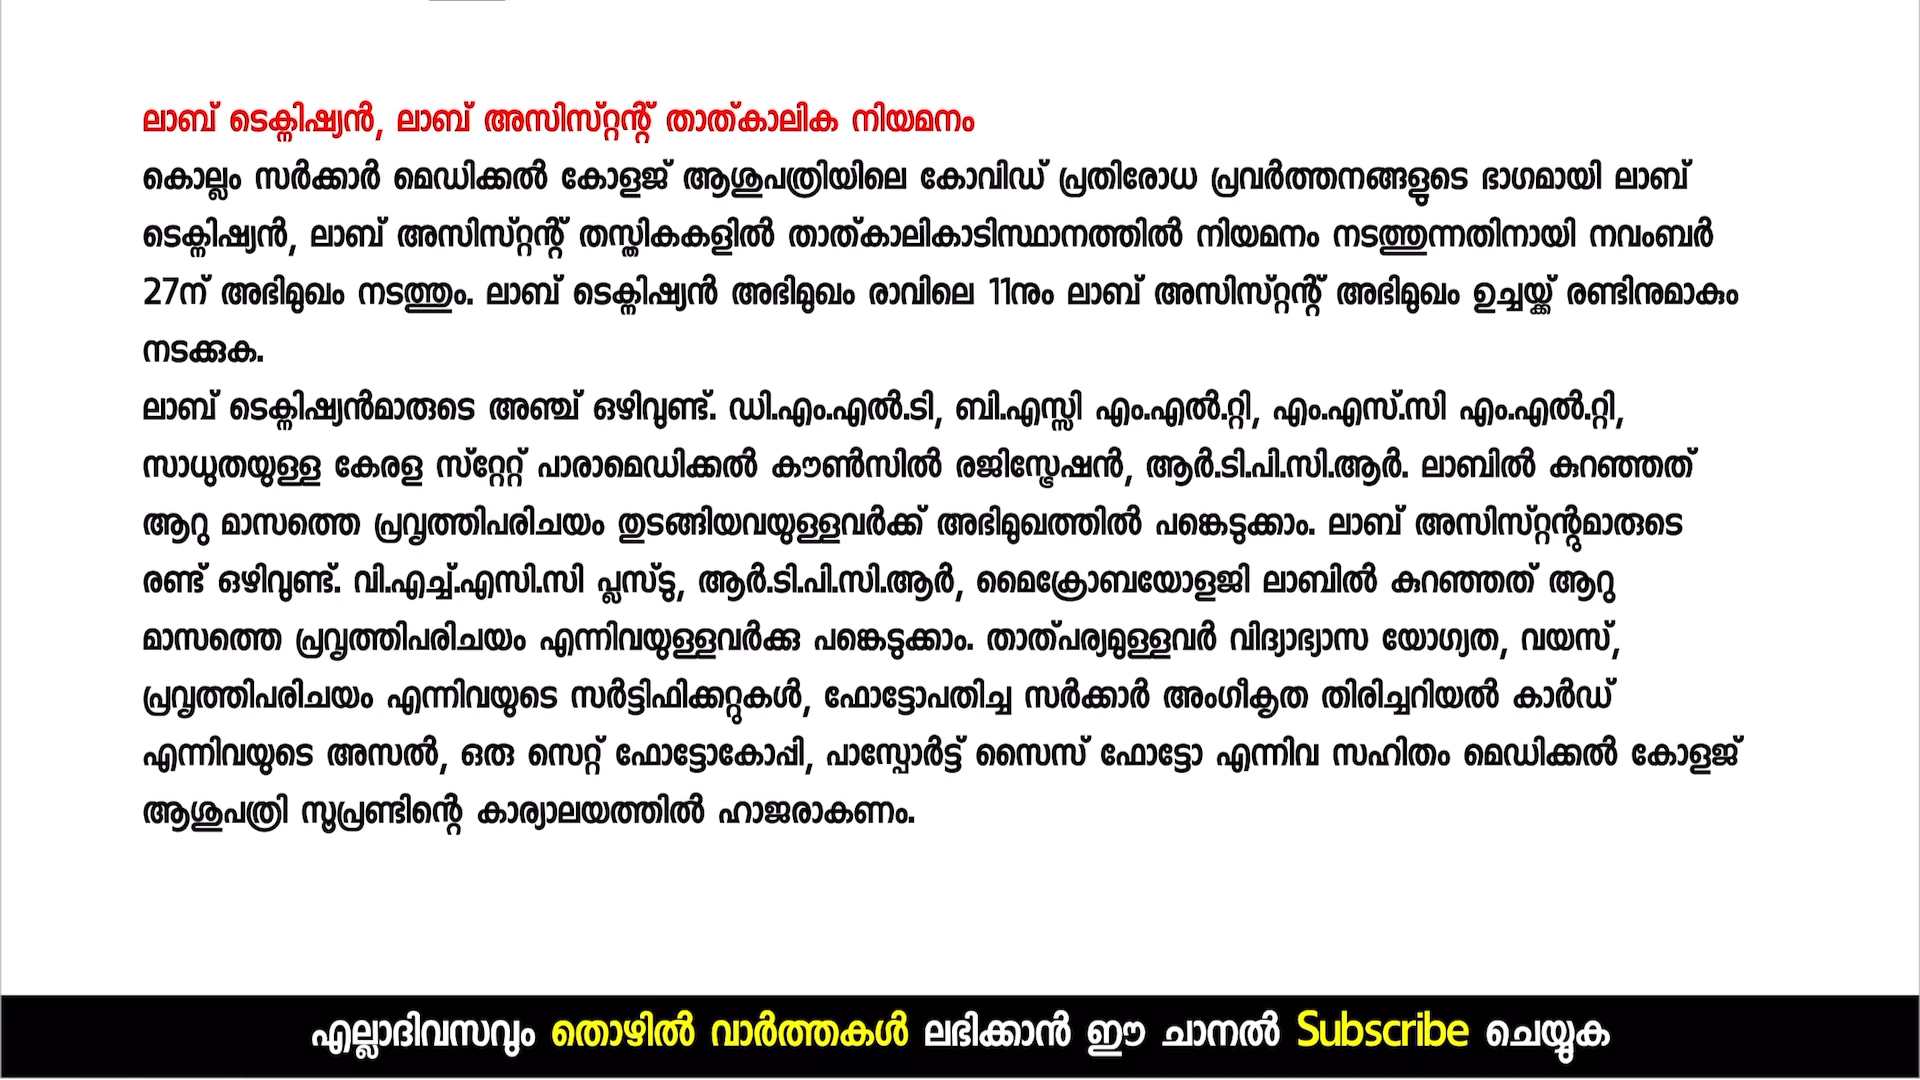 ലാബ് ടെക്നിഷ്യൻ, ലാബ് അസിസ്റ്റന്റ് താത്കാലിക നിയമനം
കൊല്ലം സർക്കാർ മെഡിക്കൽ കോളജ് ആശുപത്രിയിലെ കോവിഡ് പ്രതിരോധ പ്രവർത്തനങ്ങളുടെ ഭാഗമായി ലാബ്
ടെക്നിഷ്യൻ, ലാബ് അസിസ്റ്റന്റ് തസ്തികകളിൽ താത്കാലികാടിസ്ഥാനത്തിൽ നിയമനം നടത്തുന്നതിനായി നവംബർ
27ന് അഭിമുഖം നടത്തും. ലാബ് ടെക്നിഷ്യൻ അഭിമുഖം രാവിലെ 11നും ലാബ് അസിസ്റ്റന്റ് അഭിമുഖം ഉച്ചയ്ക്ക് രണ്ടിനുമാകും
നടക്കുക.
ലാബ് ടെക്നിഷ്യൻമാരുടെ അഞ്ച് ഒഴിവുണ്ട്. ഡി.എം.എൽ.ടി, ബി.എസ്സി എം.എൽ.റ്റി, എം.എസ്.സി എം.എൽ.റ്റി,
സാധുതയുള്ള കേരള സ്റ്റേറ്റ് പാരാമെഡിക്കൽ കൗൺസിൽ രജിസ്ട്രേഷൻ, ആർ.ടി.പി.സി.ആർ. ലാബിൽ കുറഞ്ഞത്
ആറു മാസത്തെ പ്രവൃത്തിപരിചയം തുടങ്ങിയവയുള്ളവർക്ക് അഭിമുഖത്തിൽ പങ്കെടുക്കാം. ലാബ് അസിസ്റ്റന്റുമാരുടെ
രണ്ട് ഒഴിവുണ്ട്. വി.എച്ച്.എസി.സി പ്ലസ്ടു, ആർ.ടി.പി.സി.ആർ, മൈക്രോബയോളജി ലാബിൽ കുറഞ്ഞത് ആറു
മാസത്തെ പ്രവൃത്തിപരിചയം എന്നിവയുള്ളവർക്കു പങ്കെടുക്കാം. താത്പര്യമുള്ളവർ വിദ്യാഭ്യാസ യോഗ്യത, വയസ്,
പ്രവൃത്തിപരിചയം എന്നിവയുടെ സർട്ടിഫിക്കറ്റുകൾ, ഫോട്ടോപതിച്ച സർക്കാർ അംഗീകൃത തിരിച്ചറിയൽ കാർഡ്
എന്നിവയുടെ അസൽ, ഒരു സെറ്റ് ഫോട്ടോകോപ്പി, പാസ്പോർട്ട് സൈസ് ഫോട്ടോ എന്നിവ സഹിതം മെഡിക്കൽ കോളജ്
ആശുപത്രി സൂപ്രണ്ടിന്റെ കാര്യാലയത്തിൽ ഹാജരാകണം.
എല്ലാദിവസവും തൊഴിൽ വാർത്തകൾ ലഭിക്കാൻ ഈ ചാനൽ Subscribe ചെയ്യുക